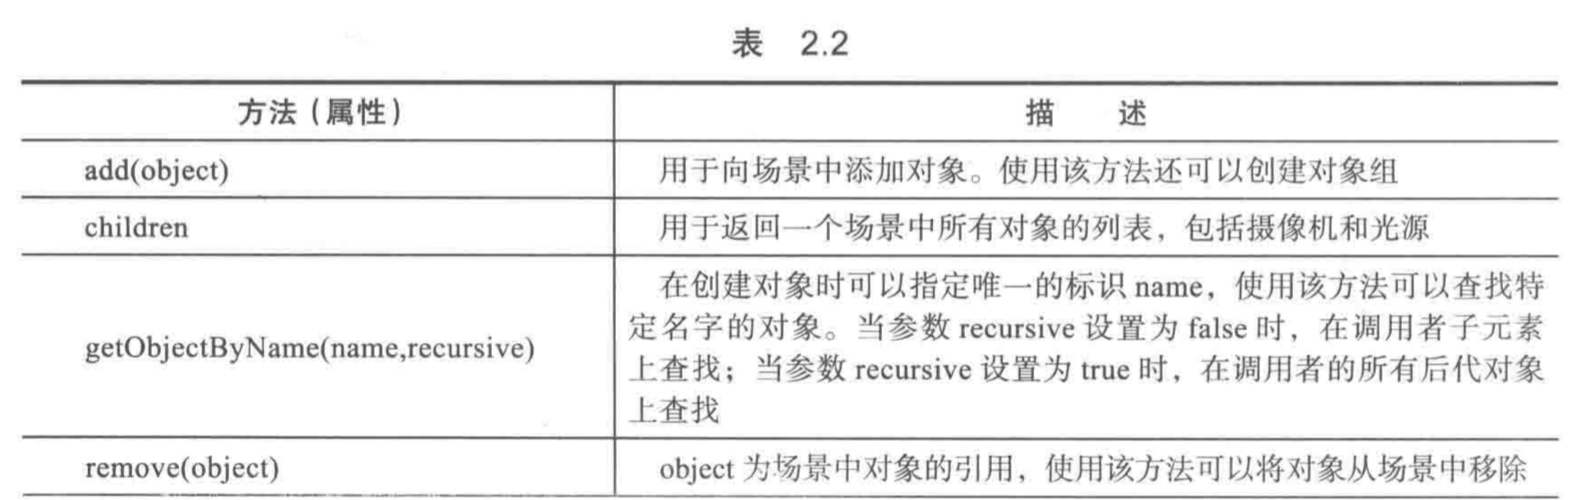 表 2.2
方法（属性） 描 述
add(object) 用于向场景中添加对象。使用该方法还可以创建对象组
children 用于返回一个场景中所有对象的列表，包括摄像机和光源
在创建对象时可以指定唯一的标识 name，使用该方法可以查找特
定名字的对象。当参数 recursive 设置为 false 时，在调用者子元素
getObjectByName(name,recursive)
上查找；当参数 recursive 设置为 true 时，在调用者的所有后代对象
上查找
remove(object) object 为场景中对象的引用，使用该方法可以将对象从场景中移除